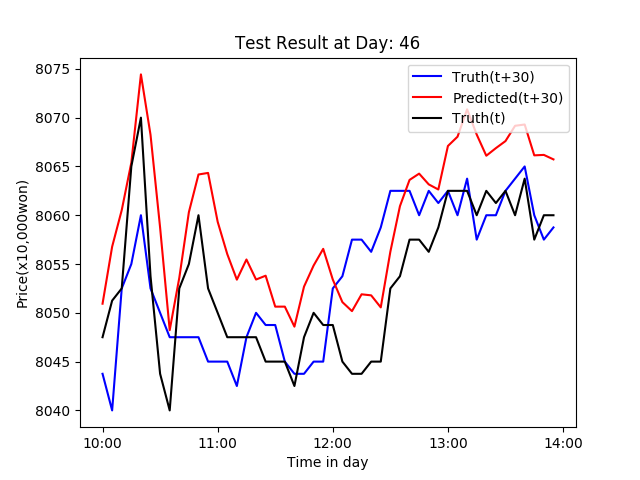 Test Result at Day: 46
Truth(t+30)
Predicted(t+30)
Truth(t)
Price(x10,000won)
8075
8070
8065
8060
8055
8050
8045
8040
10:00 11:00 12:00 13:00 14:00
Time in day